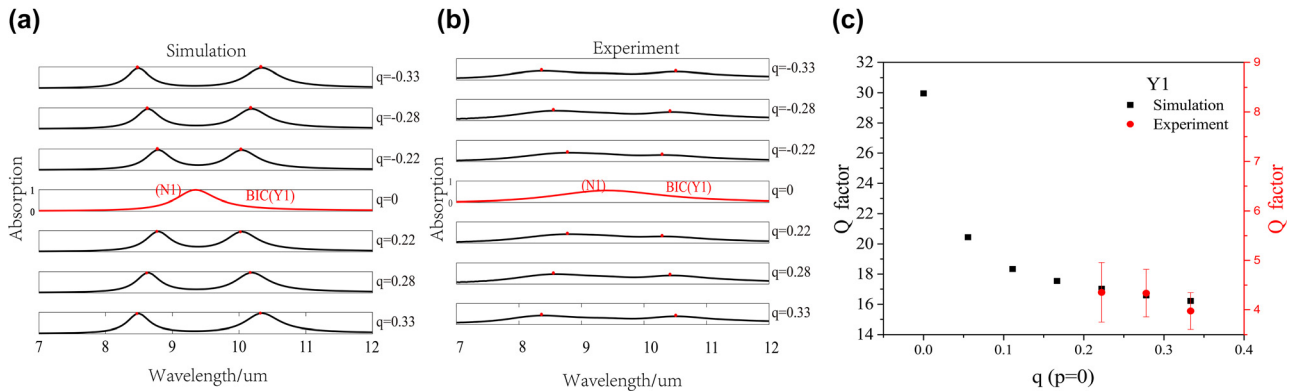 (a)
Simulation
q=-0.33
q=-0.28
q=-0.22
1
(N1)
BIC(Y1)
0
q=0
q=0.22
q=0.28
q=0.33
Absorption
7 8 9 10 11 12
Wavelength/um
(b)
Experiment
q=-0.33
q=-0.28
q=-0.22
1
(N1)
BIC(Y1)
0
q=0
q=0.22
q=0.28
q=0.33
Absorption
7 8 9 10 11 12
Wavelength/um
(c)
Y1
Simulation
Experiment
32
30
28
26
24
22
20
18
16
14
Q factor
9
8
7
6
5
4
Q factor
0.0 0.1 0.2 0.3 0.4
q (p=0)